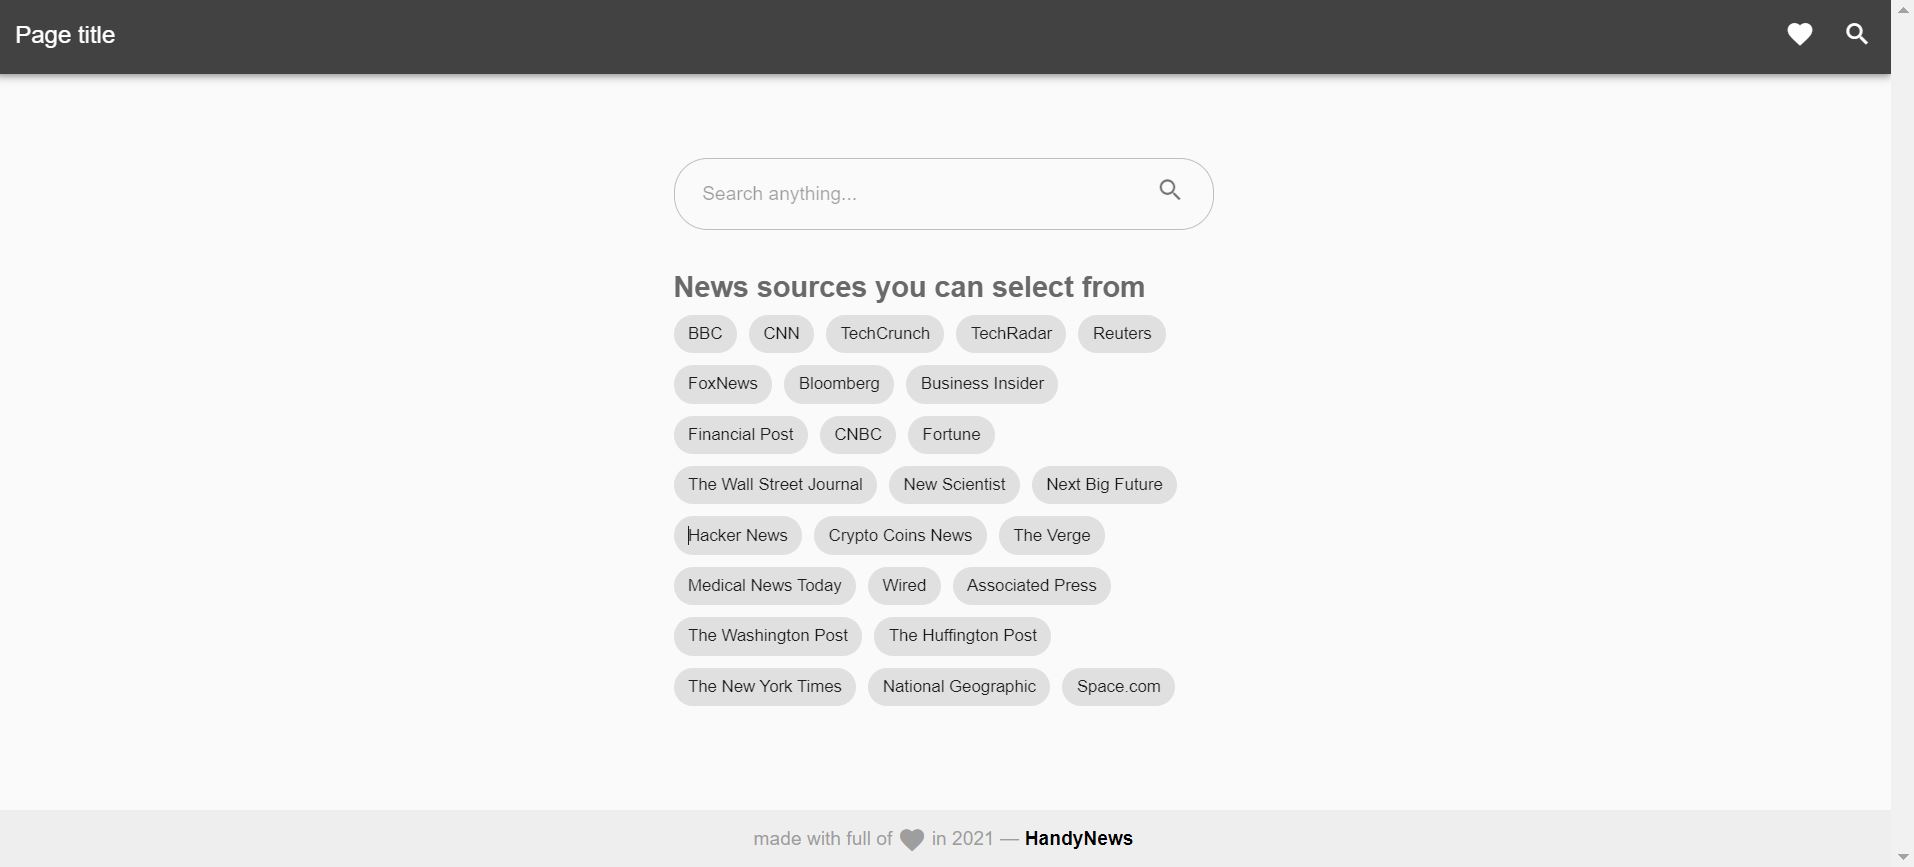 Page title
Search anything...
News sources you can select from
BBC CNN TechCrunch TechRadar Reuters
FoxNews Bloomberg Business Insider
Financial Post CNBC Fortune
The Wall Street Journal New Scientist Next Big Future
Hacker News Crypto Coins News The Verge
Medical News Today Wired Associated Press
The Washington Post The Huffington Post
The New York Times National Geographic Space.com
made with full of in 2021 — HandyNews